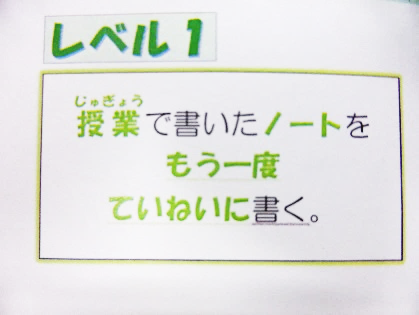 レベル1
じゅぎょう
授業で書いたノートを
もう一度
ていねいに書く。